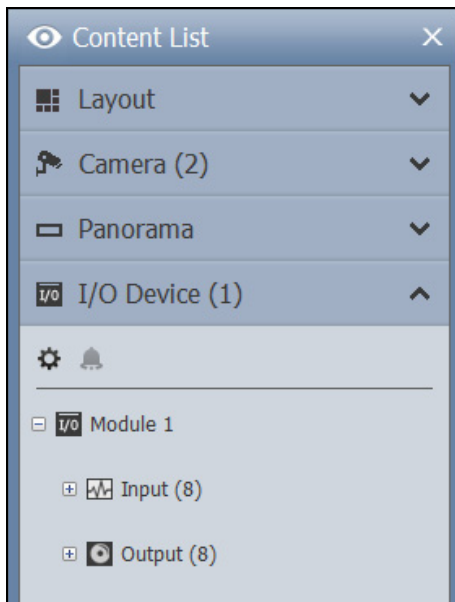 Content List
Layout
Camera (2)
Panorama
I/O I/O Device (1)
I/O Module 1
Input (8)
Output (8)